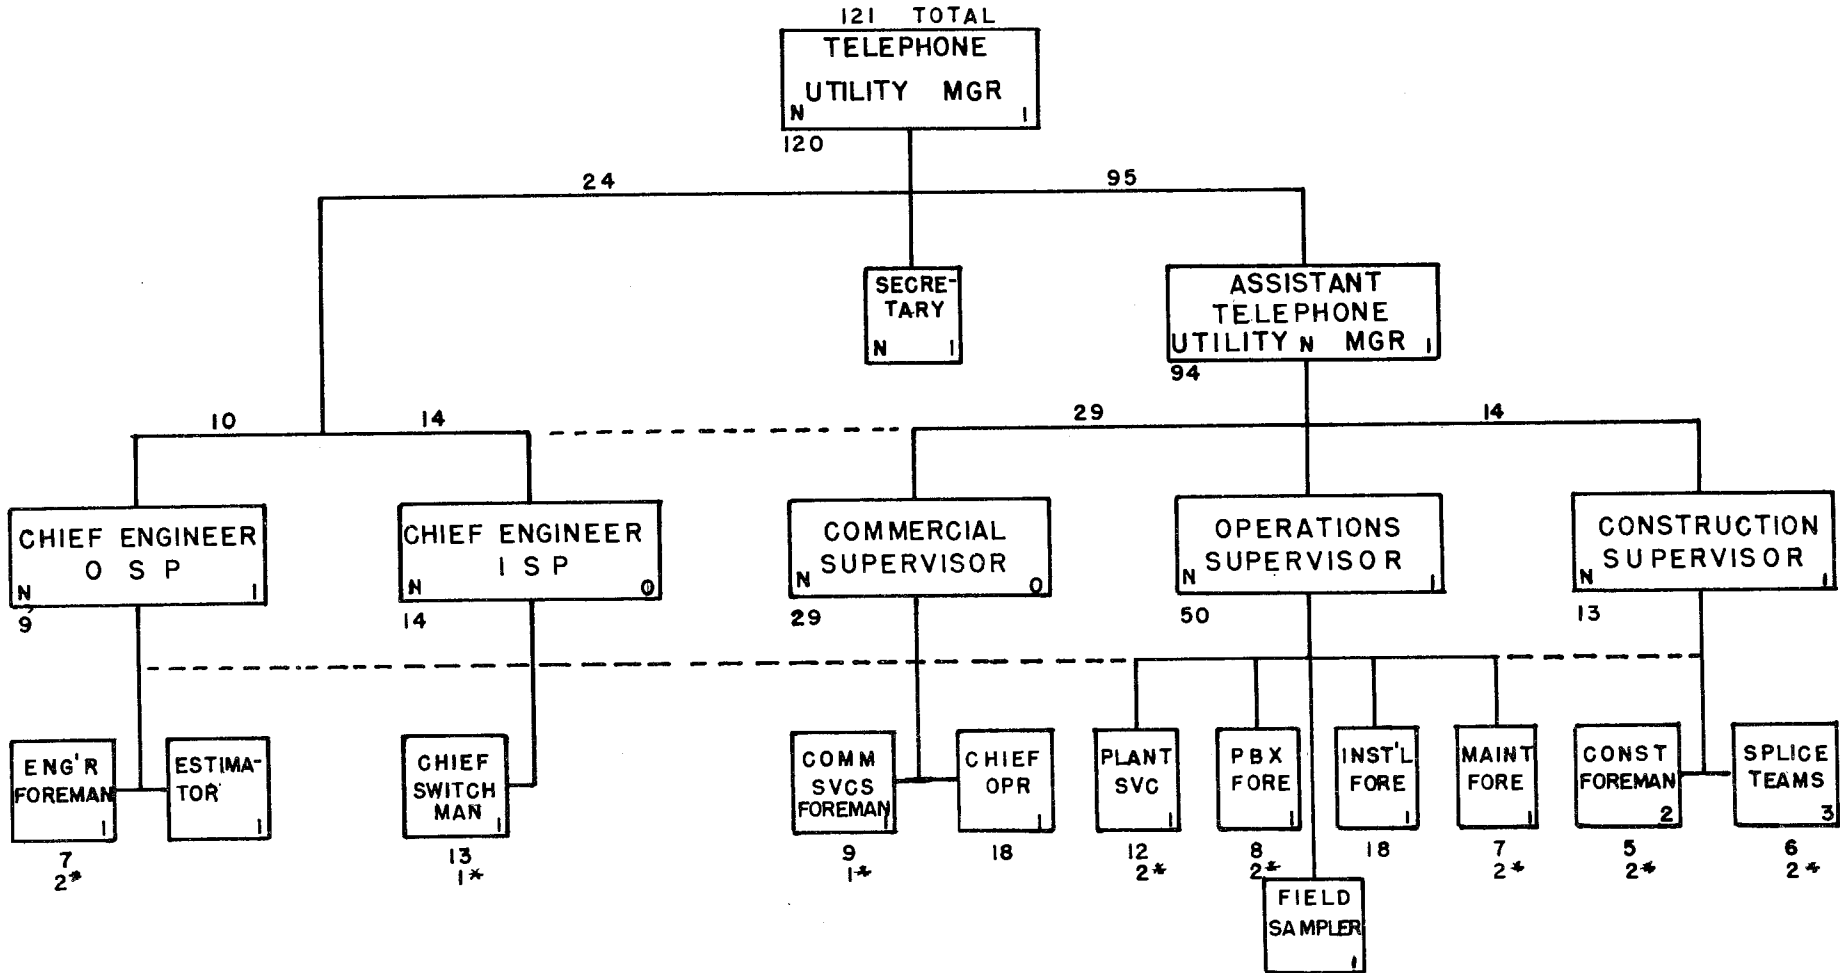 121 TOTAL
TELEPHONE
UTILITY MGR
N 1
120
24 95
SECRE-
TARY
N 1
ASSISTANT
TELEPHONE
UTILITY N MGR 1
94
10 14 29 14
CHIEF ENGINEER
O S P
N 1
9
CHIEF ENGINEER
I S P
N 0
14
COMMERCIAL
SUPERVISOR
N 0
29
OPERATIONS
SUPERVISOR
N 1
50
CONSTRUCTION
SUPERVISOR
N 1
13
ENG'R
FOREMAN
1
7
2*
ESTIMA-
TOR
1
CHIEF
SWITCH
MAN 1
13
1*
COMM
SVCS
FOREMAN
1
9
1*
CHIEF
OPR
1
18
PLANT
SVC
1
12
2*
PBX
FORE
1
8
2*
INST'L
FORE
1
18
MAINT
FORE
1
7
2*
CONST
FOREMAN
2
5
2*
SPLICE
TEAMS
3
6
2*
FIELD
SAMPLER
1